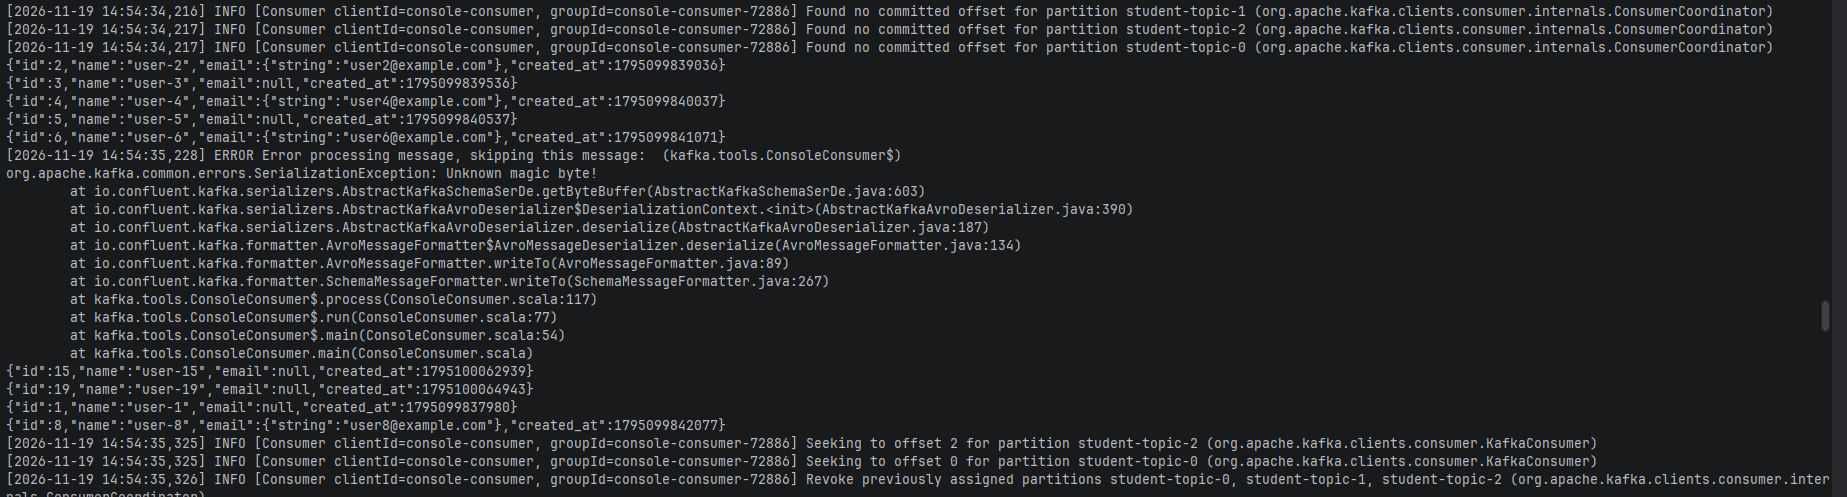 [2026-11-19 14:54:34,216] INFO [Consumer clientId=console-consumer, groupId=console-consumer-72886] Found no committed offset for partition student-topic-1 (org.apache.kafka.clients.consumer.internals.ConsumerCoordinator)
[2026-11-19 14:54:34,217] INFO [Consumer clientId=console-consumer, groupId=console-consumer-72886] Found no committed offset for partition student-topic-2 (org.apache.kafka.clients.consumer.internals.ConsumerCoordinator)
[2026-11-19 14:54:34,217] INFO [Consumer clientId=console-consumer, groupId=console-consumer-72886] Found no committed offset for partition student-topic-0 (org.apache.kafka.clients.consumer.internals.ConsumerCoordinator)
{"id":2,"name":"user-2","email":{"string":"user2@example.com"},"created_at":1795099839036}
{"id":3,"name":"user-3","email":null,"created_at":1795099839536}
{"id":4,"name":"user-4","email":{"string":"user4@example.com"},"created_at":1795099840037}
{"id":5,"name":"user-5","email":null,"created_at":1795099840537}
{"id":6,"name":"user-6","email":{"string":"user6@example.com"},"created_at":1795099841071}
[2026-11-19 14:54:35,228] ERROR Error processing message, skipping this message:  (kafka.tools.ConsoleConsumer$)
org.apache.kafka.common.errors.SerializationException: Unknown magic byte!
        at io.confluent.kafka.serializers.AbstractKafkaSchemaSerDe.getByteBuffer(AbstractKafkaSchemaSerDe.java:603)
        at io.confluent.kafka.serializers.AbstractKafkaAvroDeserializer$DeserializationContext.<init>(AbstractKafkaAvroDeserializer.java:390)
        at io.confluent.kafka.serializers.AbstractKafkaAvroDeserializer.deserialize(AbstractKafkaAvroDeserializer.java:187)
        at io.confluent.kafka.formatter.AvroMessageFormatter$AvroMessageDeserializer.deserialize(AvroMessageFormatter.java:134)
        at io.confluent.kafka.formatter.AvroMessageFormatter.writeTo(AvroMessageFormatter.java:89)
        at io.confluent.kafka.formatter.SchemaMessageFormatter.writeTo(SchemaMessageFormatter.java:267)
        at kafka.tools.ConsoleConsumer$.process(ConsoleConsumer.scala:117)
        at kafka.tools.ConsoleConsumer$.run(ConsoleConsumer.scala:77)
        at kafka.tools.ConsoleConsumer$.main(ConsoleConsumer.scala:54)
        at kafka.tools.ConsoleConsumer.main(ConsoleConsumer.scala)
{"id":15,"name":"user-15","email":null,"created_at":1795100062939}
{"id":19,"name":"user-19","email":null,"created_at":1795100064943}
{"id":1,"name":"user-1","email":null,"created_at":1795099837980}
{"id":8,"name":"user-8","email":{"string":"user8@example.com"},"created_at":1795099842077}
[2026-11-19 14:54:35,325] INFO [Consumer clientId=console-consumer, groupId=console-consumer-72886] Seeking to offset 2 for partition student-topic-2 (org.apache.kafka.clients.consumer.KafkaConsumer)
[2026-11-19 14:54:35,325] INFO [Consumer clientId=console-consumer, groupId=console-consumer-72886] Seeking to offset 0 for partition student-topic-0 (org.apache.kafka.clients.consumer.KafkaConsumer)
[2026-11-19 14:54:35,326] INFO [Consumer clientId=console-consumer, groupId=console-consumer-72886] Revoke previously assigned partitions student-topic-0, student-topic-1, student-topic-2 (org.apache.kafka.clients.consumer.inter
nals.ConsumerCoordinator)